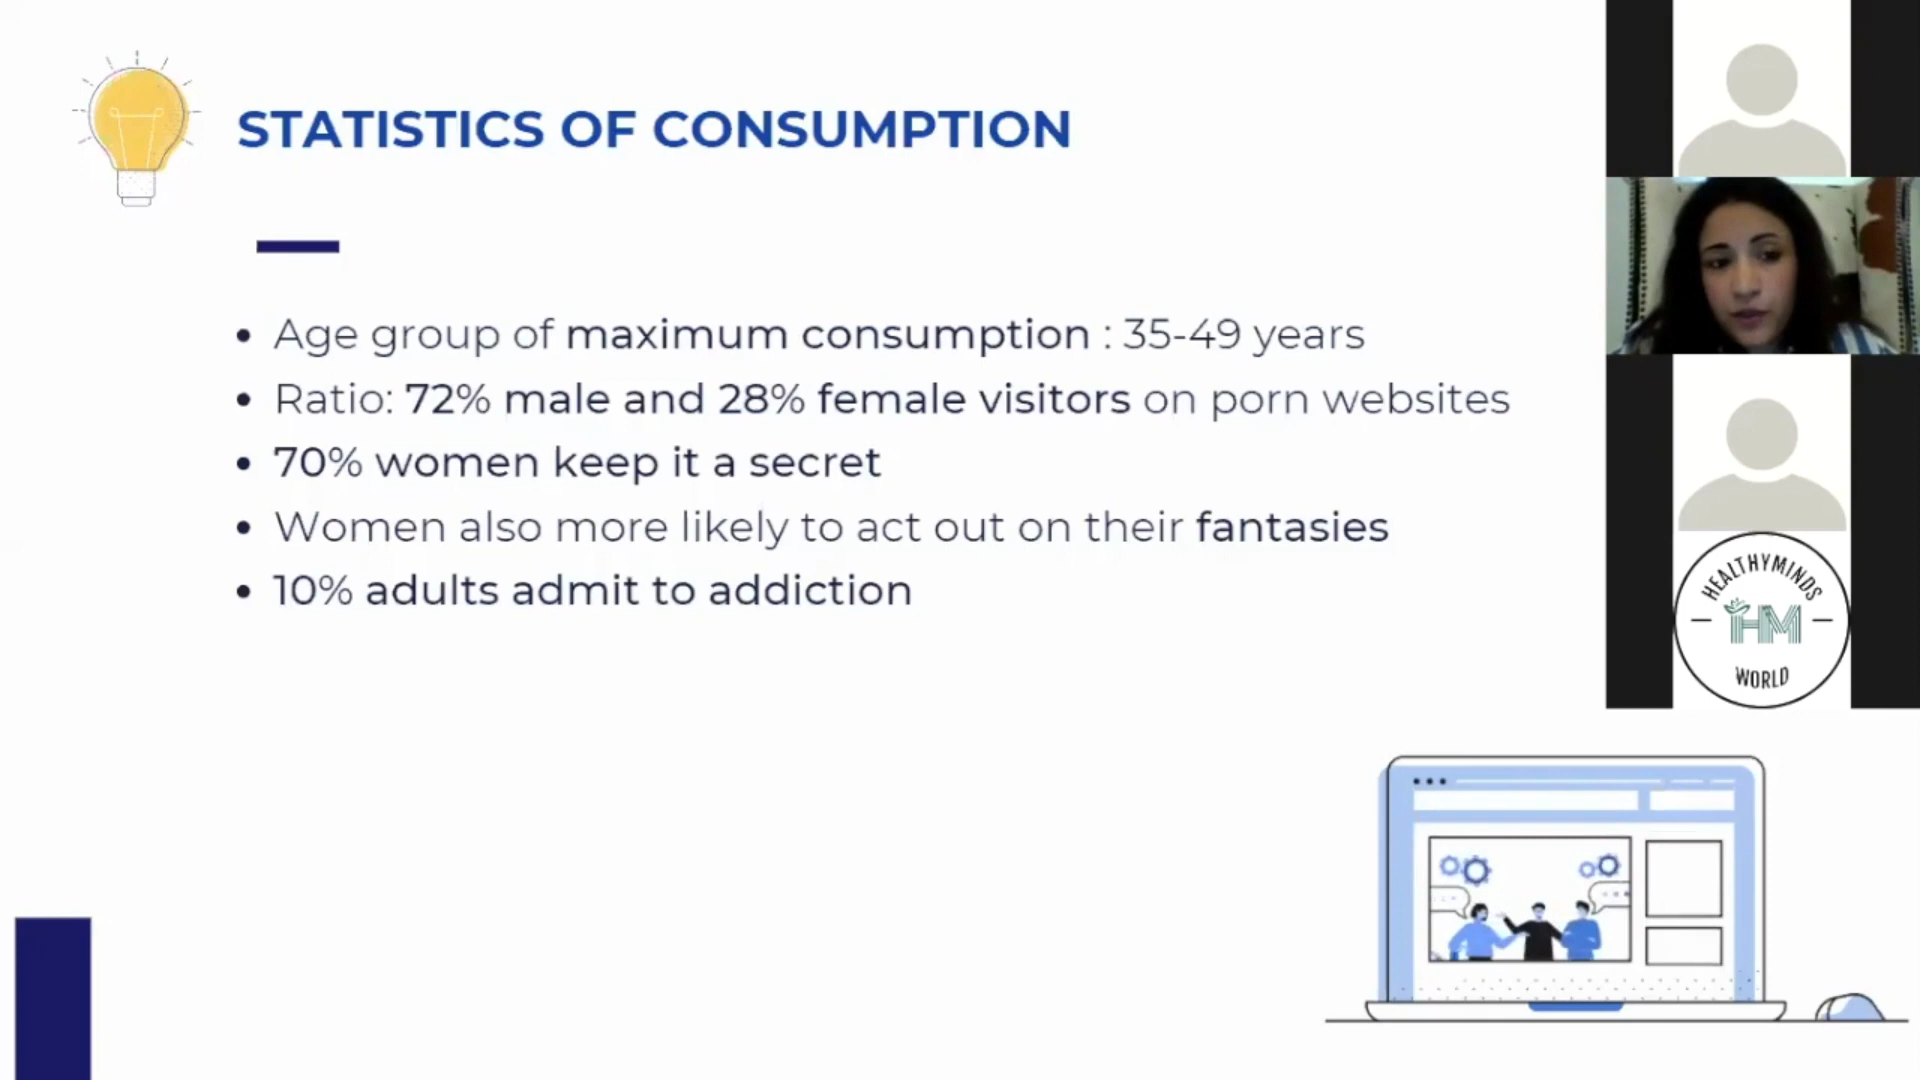 STATISTICS OF CONSUMPTION
• Age group of maximum consumption : 35-49 years
• Ratio: 72% male and 28% female visitors on porn websites
• 70% women keep it a secret
• Women also more likely to act out on their fantasies
• 10% adults admit to addiction
HEALTHYMINDS
HM
WORLD